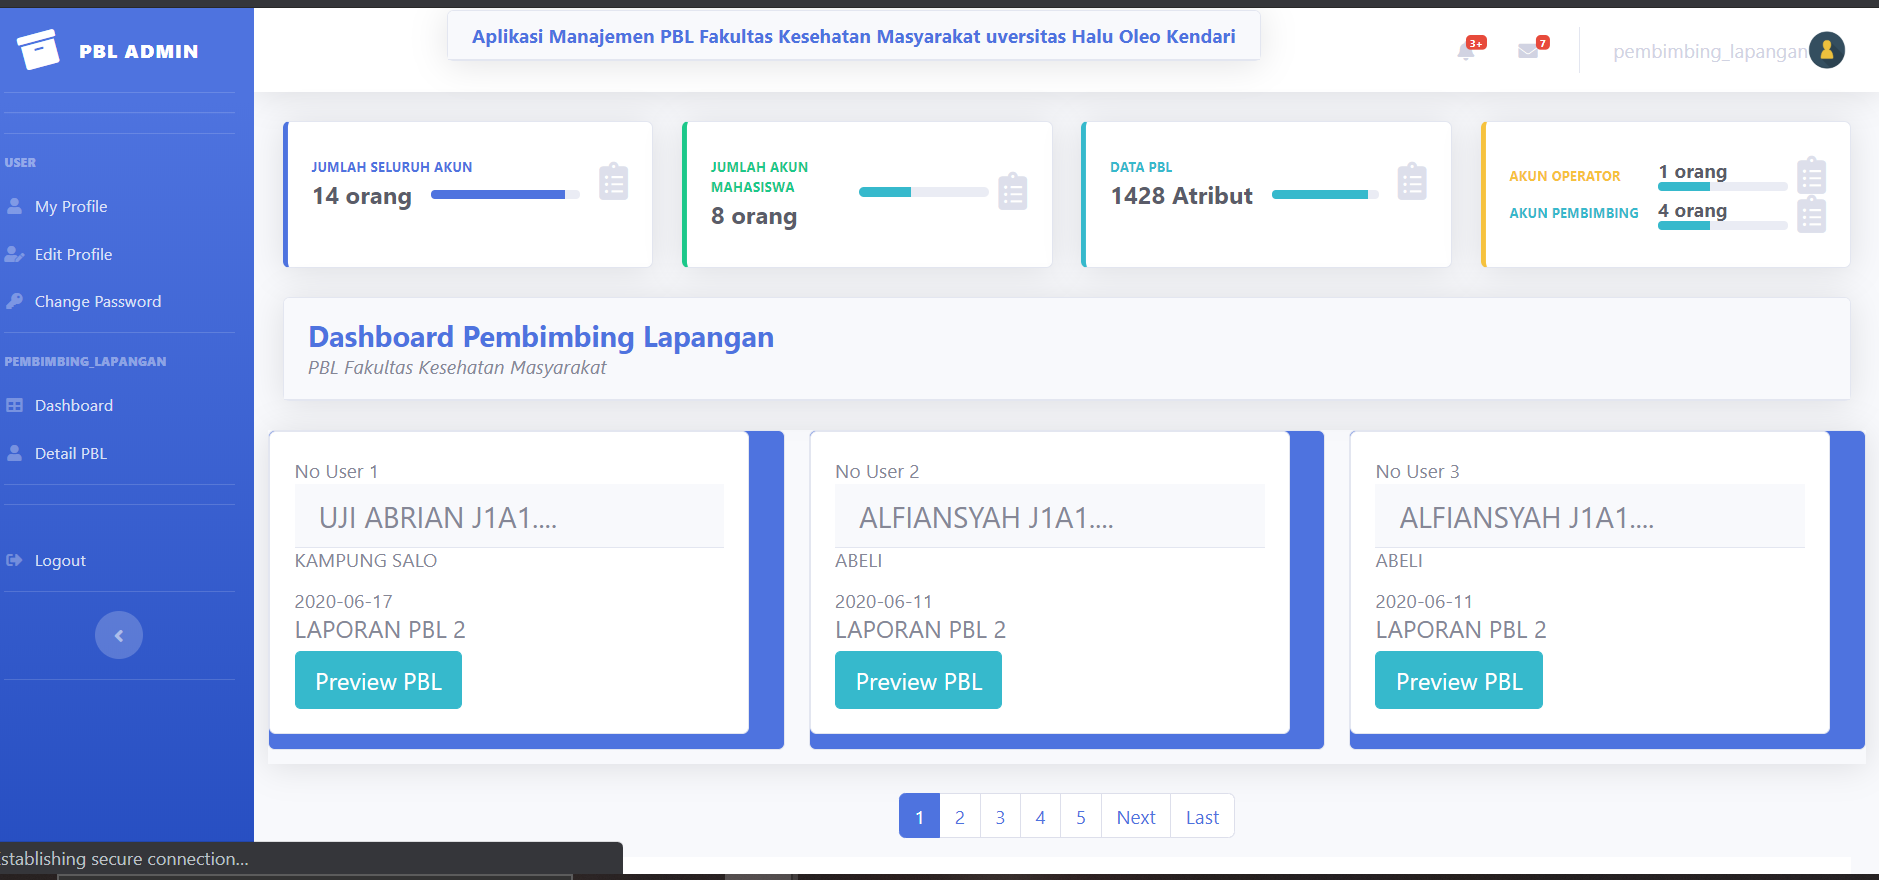 PBL ADMIN
Aplikasi Manajemen PBL Fakultas Kesehatan Masyarakat uversitas Halu Oleo Kendari
3+
7
pembimbing_lapangan
USER
My Profile
Edit Profile
Change Password
PEMBIMBING_LAPANGAN
Dashboard
Detail PBL
Logout
JUMLAH SELURUH AKUN
14 orang
JUMLAH AKUN
MAHASISWA
8 orang
DATA PBL
1428 Atribut
AKUN OPERATOR
1 orang
AKUN PEMBIMBING
4 orang
Dashboard Pembimbing Lapangan
PBL Fakultas Kesehatan Masyarakat
No User 1
UJI ABRIAN J1A1....
KAMPUNG SALO
2020-06-17
LAPORAN PBL 2
Preview PBL
No User 2
ALFIANSYAH J1A1....
ABELI
2020-06-11
LAPORAN PBL 2
Preview PBL
No User 3
ALFIANSYAH J1A1....
ABELI
2020-06-11
LAPORAN PBL 2
Preview PBL
1 2 3 4 5 Next Last
stablishing secure connection...